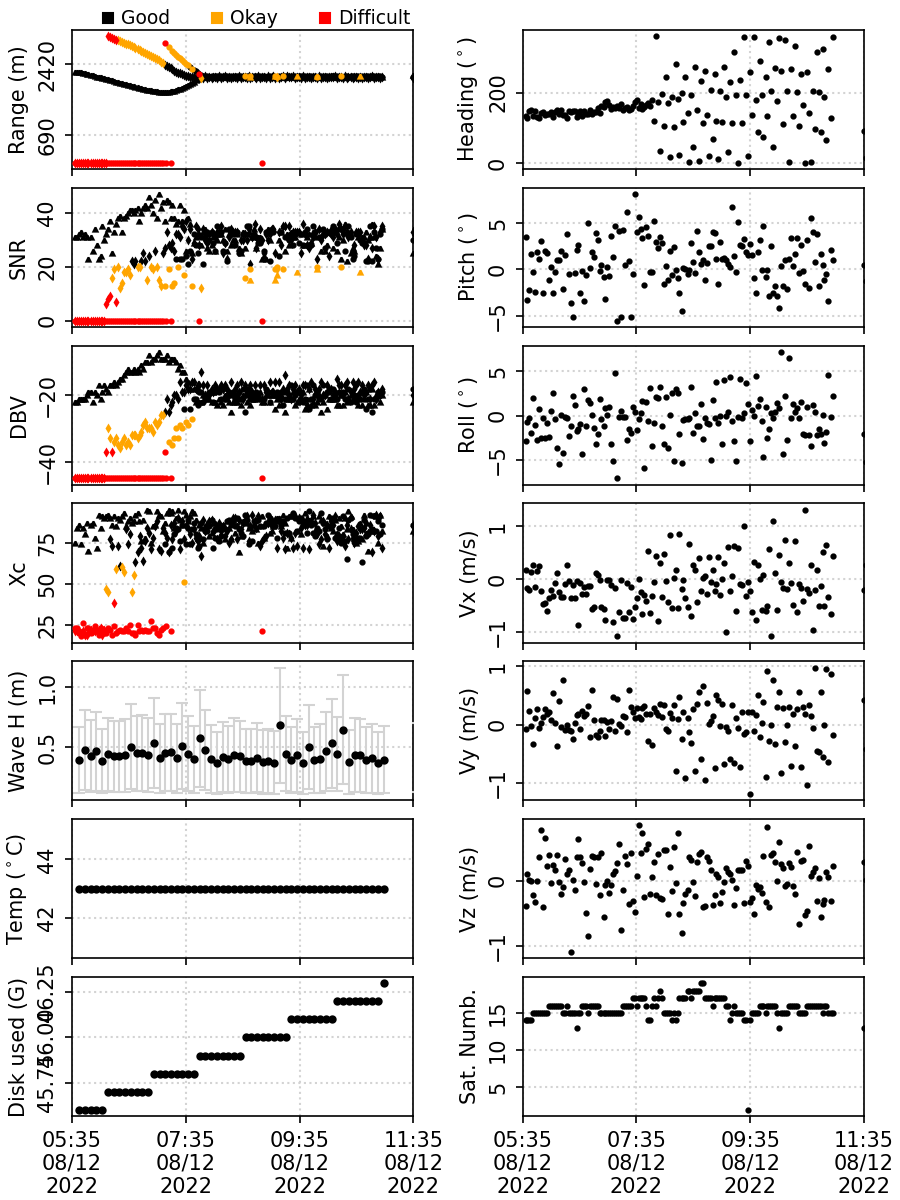 Good Okay Difficult
Range (m)
2420
690
Heading (°)
200
0
SNR
40
20
0
Pitch (°)
5
0
−5
DBV
−20
−40
Roll (°)
5
0
−5
Xc
75
50
25
Vx (m/s)
1
0
−1
Wave H (m)
1.0
0.5
Vy (m/s)
1
0
−1
Temp (°C)
44
42
Vz (m/s)
0
−1
Disk used (G)
46.25
46.00
45.75
Sat. Numb.
15
10
5
05:35 07:35 09:35 11:35
08/12 08/12 08/12 08/12
2022 2022 2022 2022
05:35 07:35 09:35 11:35
08/12 08/12 08/12 08/12
2022 2022 2022 2022